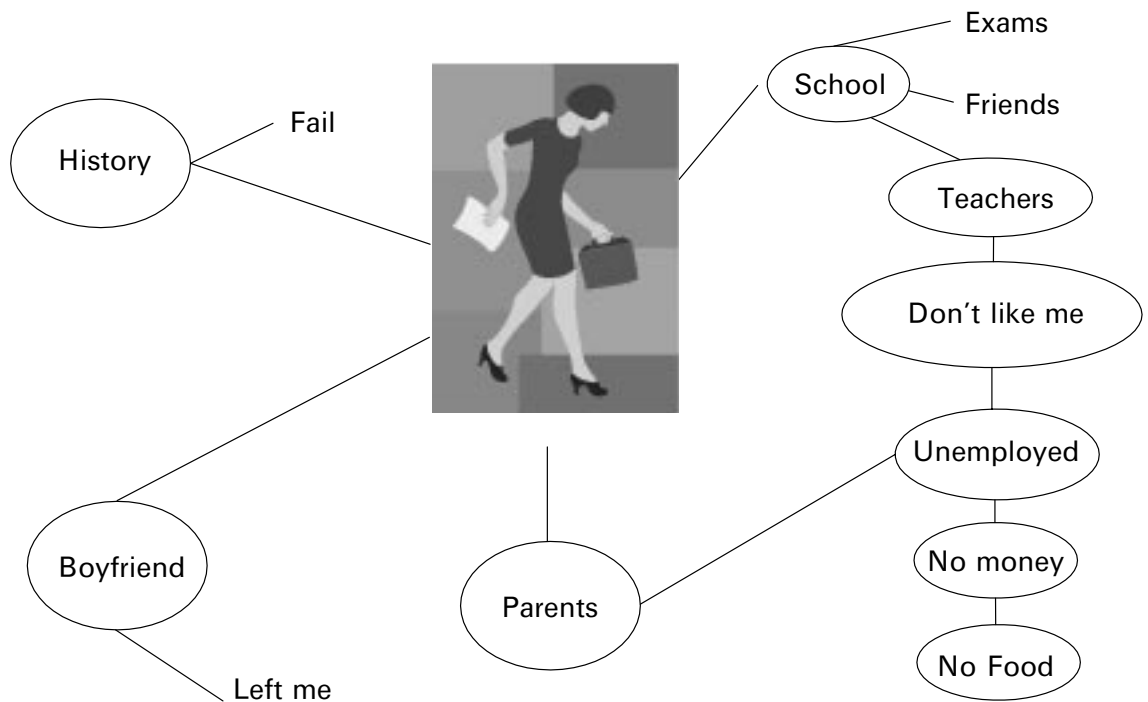 Exams
School
Friends
Fail
History
Teachers
Don't like me
Unemployed
No money
Boyfriend
Parents
No Food
Left me